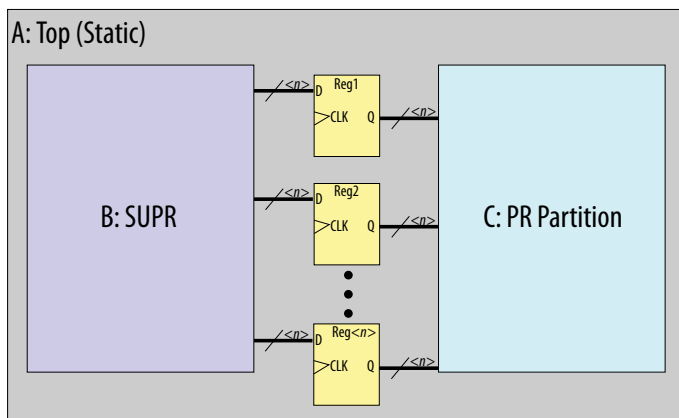 A: Top (Static)
/<n>
D
Reg1
CLK
Q
/<n>
/<n>
D
Reg2
CLK
Q
/<n>
B: SUPR
C: PR Partition
/<n>
D
Reg<n>
CLK
Q
/<n>